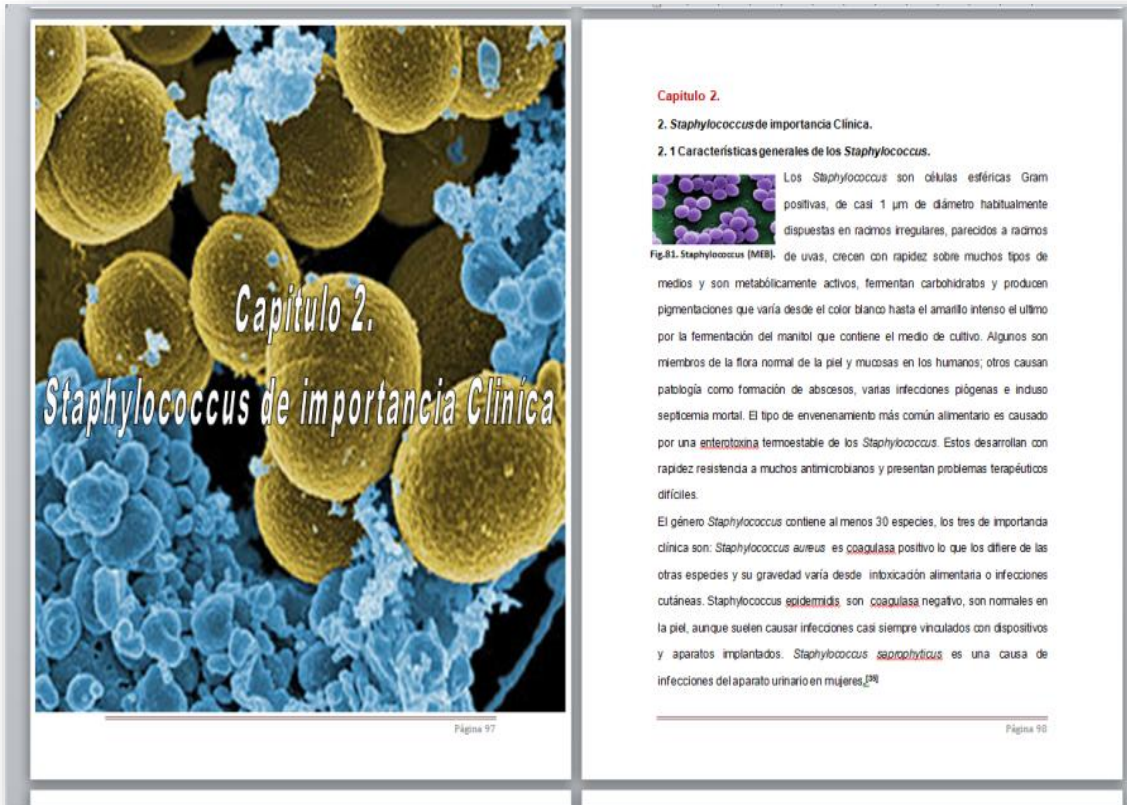 Capitulo 2.
Staphylococcus de importancia Cliníca
Página 97
Capitulo 2.
2. Staphylococcus de importancia Clínica.
2. 1 Características generales de los Staphylococcus.
Los Staphylococcus son células esféricas Gram
positivas, de casi 1 µm de diámetro habitualmente
dispuestas en racimos irregulares, parecidos a racimos
Fig.81. Staphylococcus (MEB).
de uvas, crecen con rapidez sobre muchos tipos de
medios y son metabólicamente activos, fermentan carbohidratos y producen
pigmentaciones que varía desde el color blanco hasta el amarillo intenso el ultimo
por la fermentación del manitol que contiene el medio de cultivo. Algunos son
miembros de la flora normal de la piel y mucosas en los humanos; otros causan
patología como formación de abscesos, varias infecciones piógenas e incluso
septicemia mortal. El tipo de envenenamiento más común alimentario es causado
por una enterotoxina termoestable de los Staphylococcus. Estos desarrollan con
rapidez resistencia a muchos antimicrobianos y presentan problemas terapéuticos
difíciles.
El género Staphylococcus contiene al menos 30 especies, los tres de importancia
clínica son: Staphylococcus aureus es coagulasa positivo lo que los difiere de las
otras especies y su gravedad varía desde intoxicación alimentaria o infecciones
cutáneas. Staphylococcus epidermidis son coagulasa negativo, son normales en
la piel, aunque suelen causar infecciones casi siempre vinculados con dispositivos
y aparatos implantados. Staphylococcus saprophyticus es una causa de
infecciones del aparato urinario en mujeres.[35]
Página 98